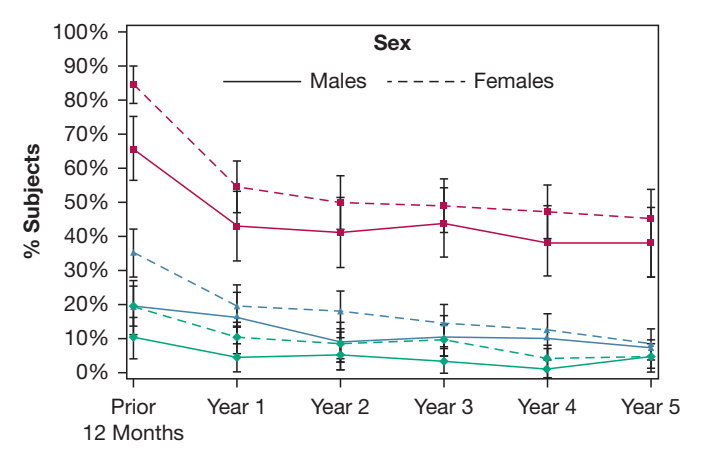 Sex
Males Females
% Subjects
100%
90%
80%
70%
60%
50%
40%
30%
20%
10%
0%
Prior 12 Months
Year 1
Year 2
Year 3
Year 4
Year 5